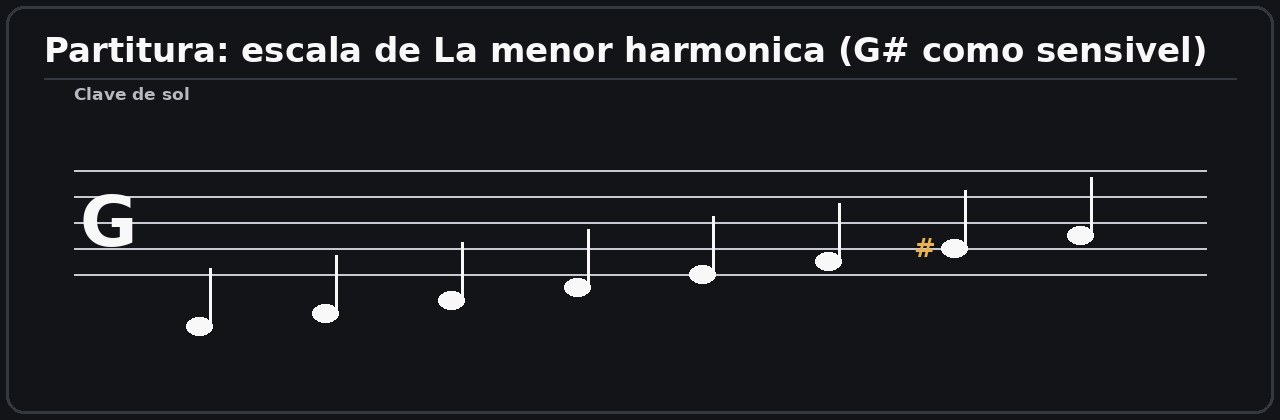 Partitura: escala de La menor harmonica (G# como sensivel)
Clave de sol
G
#